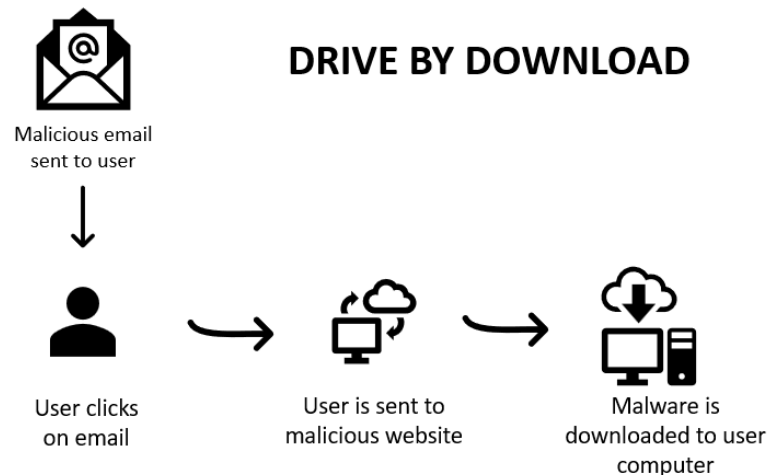 DRIVE BY DOWNLOAD
@
Malicious email
sent to user
User clicks
on email
User is sent to
malicious website
Malware is
downloaded to user
computer